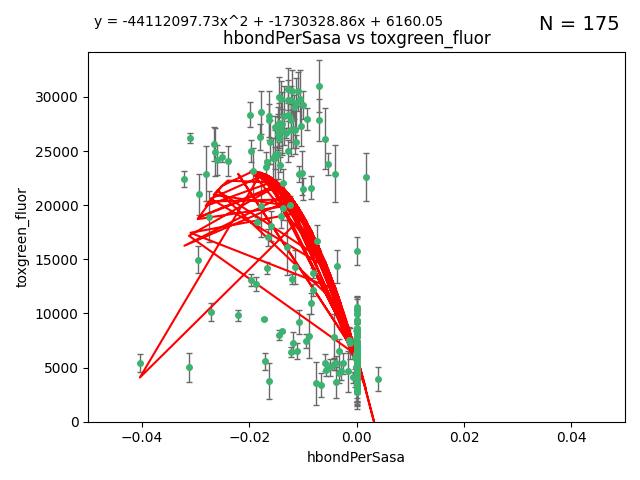 y = -44112097.73x^2 + -1730328.86x + 6160.05
N = 175
hbondPerSasa vs toxgreen_fluor
30000
25000
20000
15000
10000
5000
0
toxgreen_fluor
−0.04 −0.02 0.00 0.02 0.04
hbondPerSasa